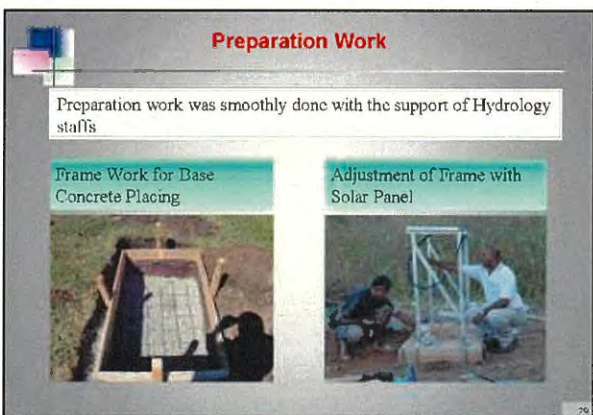 Preparation Work
Preparation work was smoothly done with the support of Hydrology
staffs
Frame Work for Base
Concrete Placing
Adjustment of Frame with
Solar Panel
29